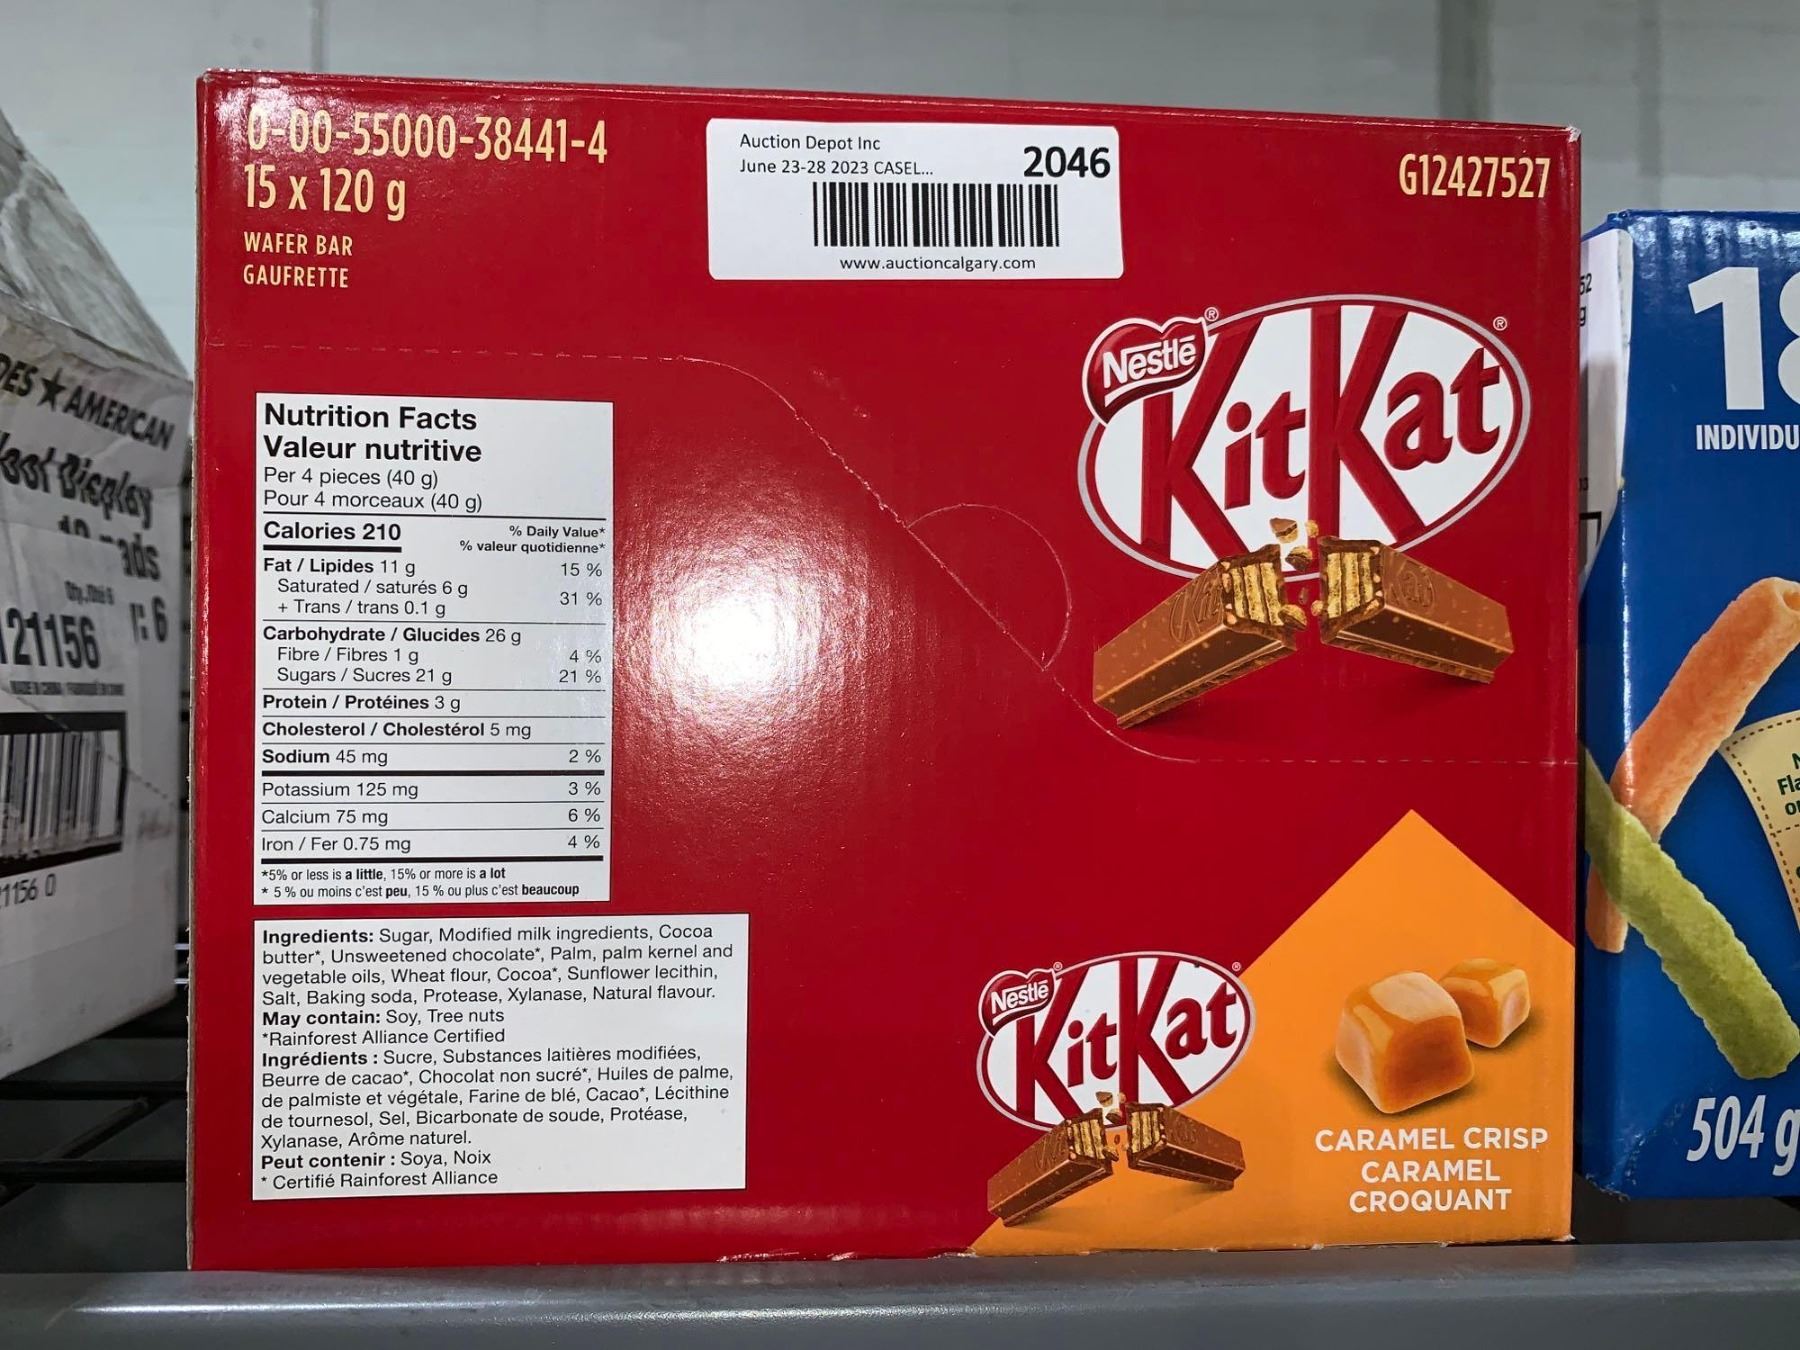 0-00-55000-38441-4
15 x 120 g
WAFER BAR
GAUFRETTE
Auction Depot Inc
June 23-28 2023 CASEL...
2046
www.auctioncalgary.com
G12427527
Nestlé
KitKat
Nutrition Facts
Valeur nutritive
Per 4 pieces (40 g)
Pour 4 morceaux (40 g)
Calories 210
% Daily Value*
% valeur quotidienne*
Fat / Lipides 11 g 15 %
Saturated / saturés 6 g
+ Trans / trans 0.1 g 31 %
Carbohydrate / Glucides 26 g
Fibre / Fibres 1 g 4 %
Sugars / Sucres 21 g 21 %
Protein / Protéines 3 g
Cholesterol / Cholestérol 5 mg
Sodium 45 mg 2 %
Potassium 125 mg 3 %
Calcium 75 mg 6 %
Iron / Fer 0.75 mg 4 %
*5% or less is a little, 15% or more is a lot
* 5 % ou moins c'est peu, 15 % ou plus c'est beaucoup
Ingredients: Sugar, Modified milk ingredients, Cocoa
butter*, Unsweetened chocolate*, Palm, palm kernel and
vegetable oils, Wheat flour, Cocoa*, Sunflower lecithin,
Salt, Baking soda, Protease, Xylanase, Natural flavour.
May contain: Soy, Tree nuts
*Rainforest Alliance Certified
Ingrédients : Sucre, Substances laitières modifiées,
Beurre de cacao*, Chocolat non sucré*, Huiles de palme,
de palmiste et végétale, Farine de blé, Cacao*, Lécithine
de tournesol, Sel, Bicarbonate de soude, Protéase,
Xylanase, Arôme naturel.
Peut contenir : Soya, Noix
* Certifié Rainforest Alliance
Nestlé
KitKat
CARAMEL CRISP
CARAMEL
CROQUANT
AMERICAN
Display
21156
6
1156 0
18
INDIVIDU
504 g